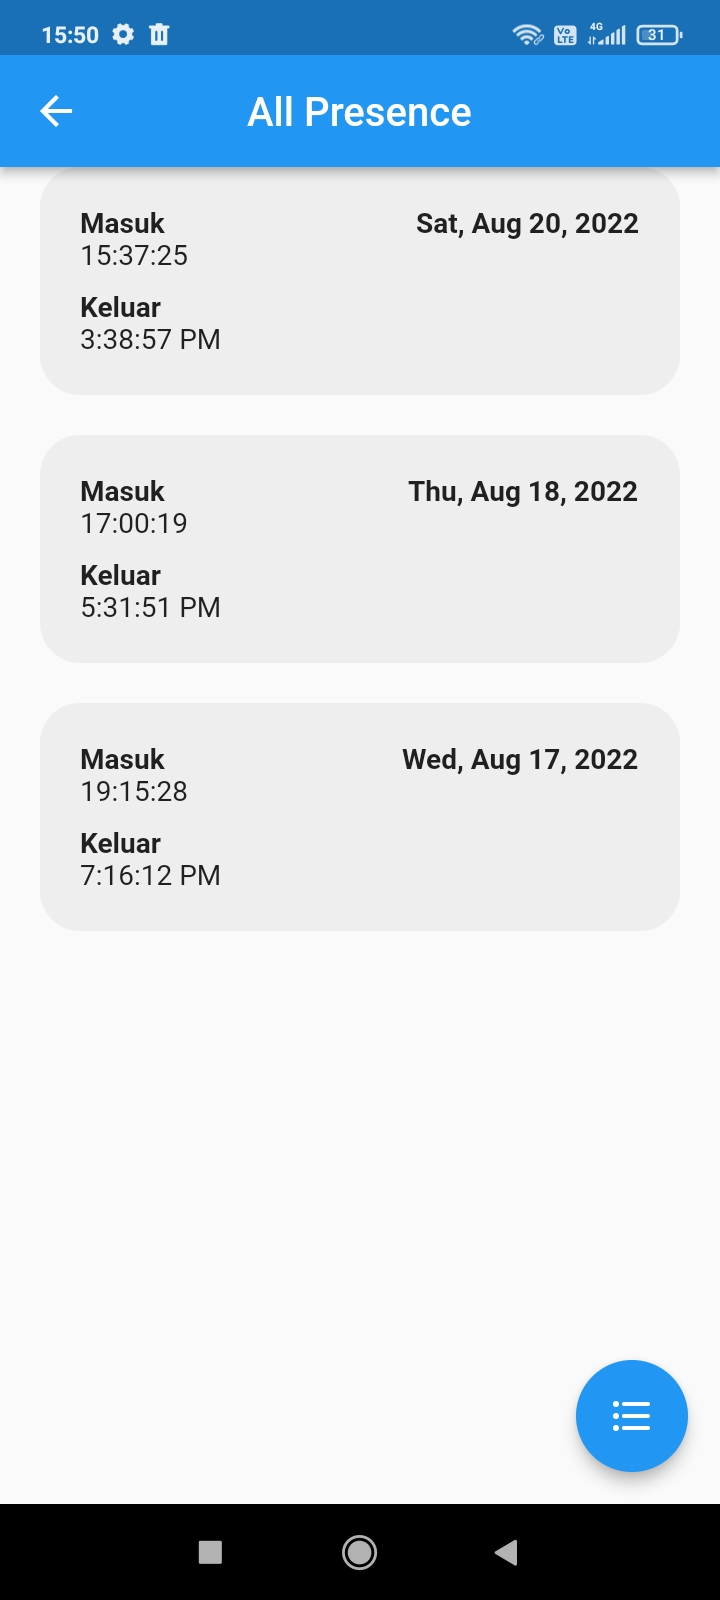 15:50 Vo LTE 4G 31
All Presence
Masuk Sat, Aug 20, 2022
15:37:25
Keluar
3:38:57 PM
Masuk Thu, Aug 18, 2022
17:00:19
Keluar
5:31:51 PM
Masuk Wed, Aug 17, 2022
19:15:28
Keluar
7:16:12 PM